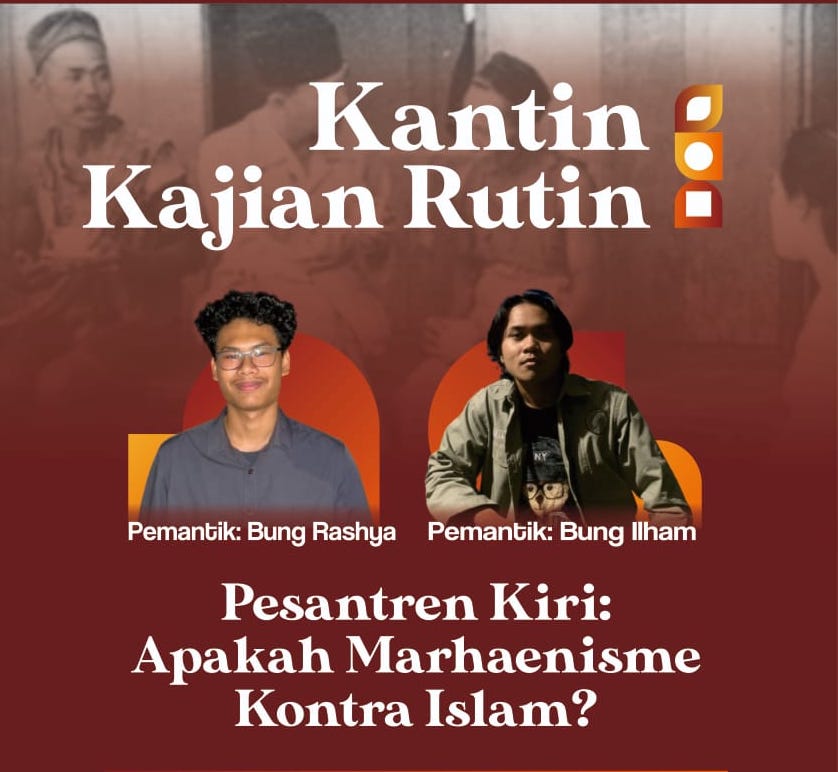 Kantin
Kajian Rutin
Pemantik: Bung Rashya
Pemantik: Bung Ilham
Pesantren Kiri:
Apakah Marhaenisme
Kontra Islam?